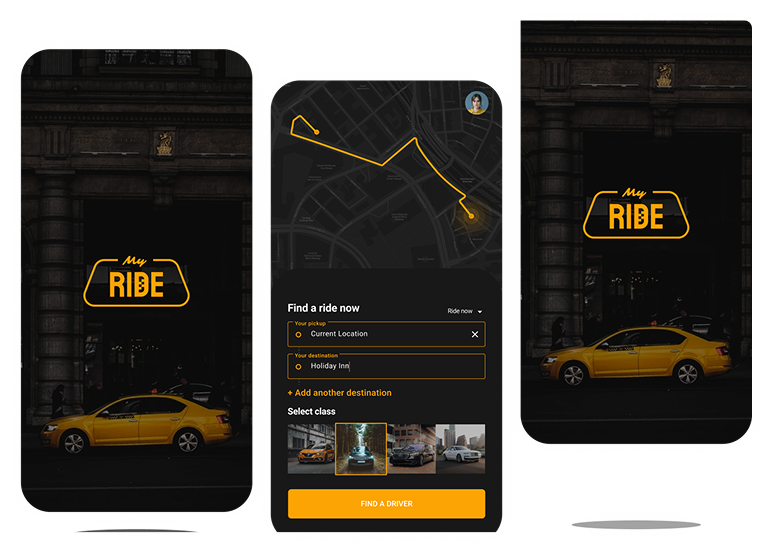 My
RIDE
Find a ride now
Ride now
Your pickup
Current Location
Your destination
Holiday Inn
+ Add another destination
Select class
FIND A DRIVER
My
RIDE